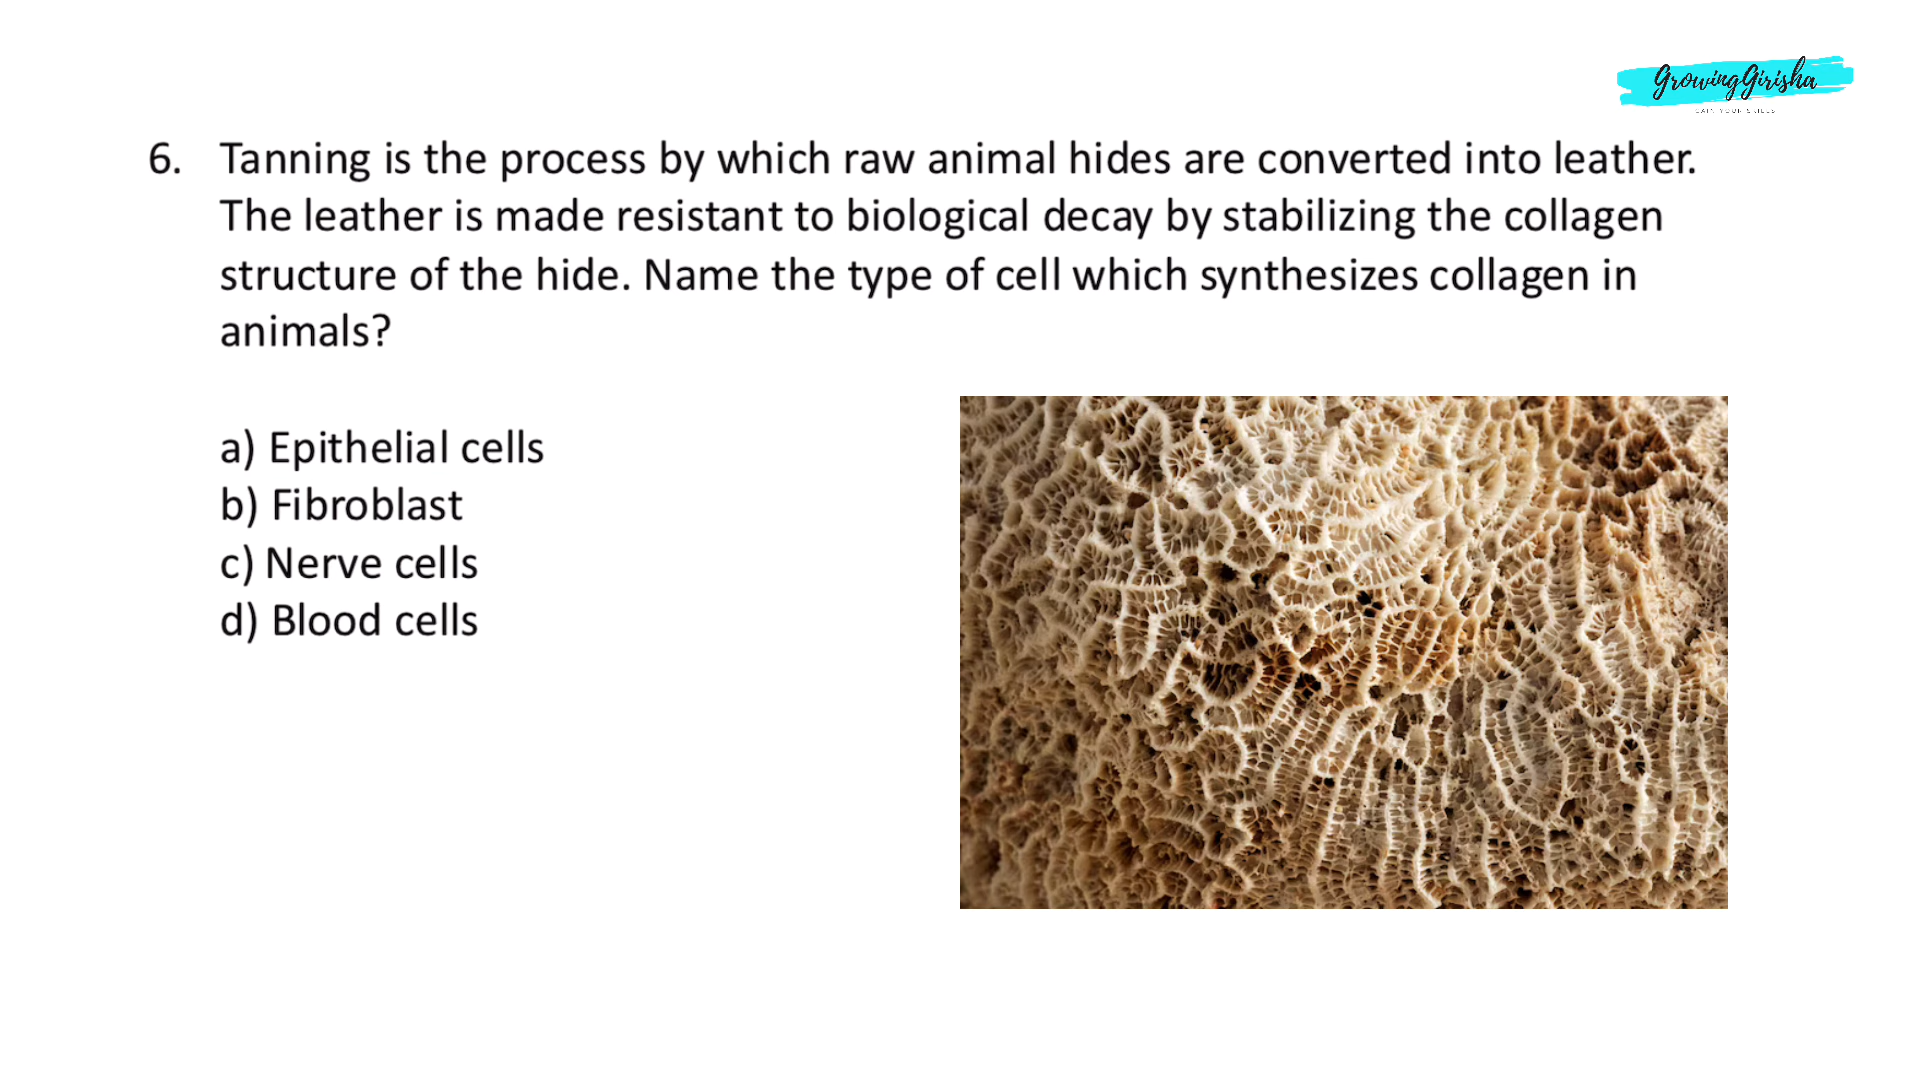 GrowingGirisha
6. Tanning is the process by which raw animal hides are converted into leather.
The leather is made resistant to biological decay by stabilizing the collagen
structure of the hide. Name the type of cell which synthesizes collagen in
animals?
a) Epithelial cells
b) Fibroblast
c) Nerve cells
d) Blood cells